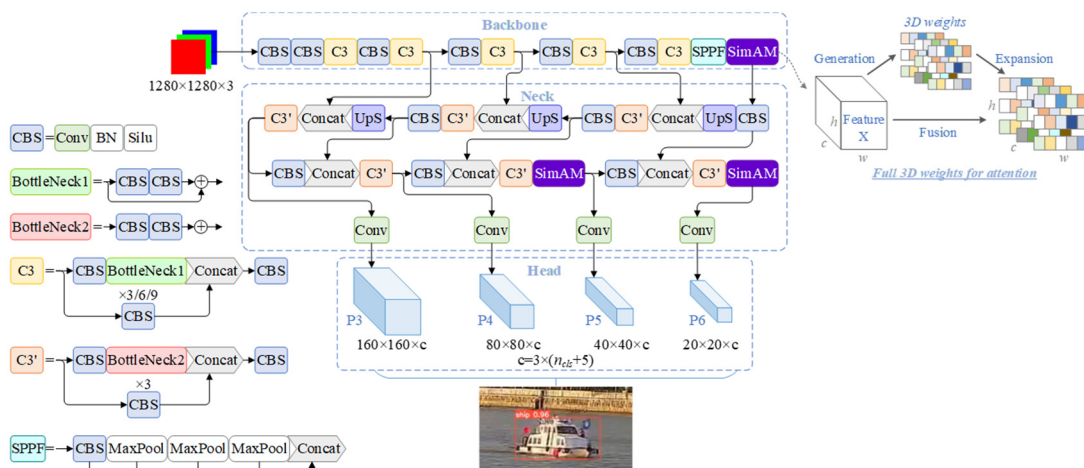 Backbone
CBS CBS C3 CBS C3 CBS C3 CBS C3 CBS C3 SPPF SimAM
1280×1280×3
Neck
C3' Concat UpS CBS C3' Concat UpS CBS C3' Concat UpS CBS
CBS Concat C3' CBS Concat C3' SimAM CBS Concat C3' SimAM
Conv Conv Conv Conv
Head
P3 P4 P5 P6
160×160×c 80×80×c 40×40×c 20×20×c
c=3×(n_cls+5)
ship 0.96
3D weights
Generation Expansion
h Feature X c w
Fusion
h c w
Full 3D weights for attention
CBS = Conv BN Silu
BottleNeck1 = CBS CBS +
BottleNeck2 = CBS CBS +
C3 = CBS BottleNeck1 Concat CBS
×3/6/9
CBS
C3' = CBS BottleNeck2 Concat CBS
×3
CBS
SPPF = CBS MaxPool MaxPool MaxPool Concat